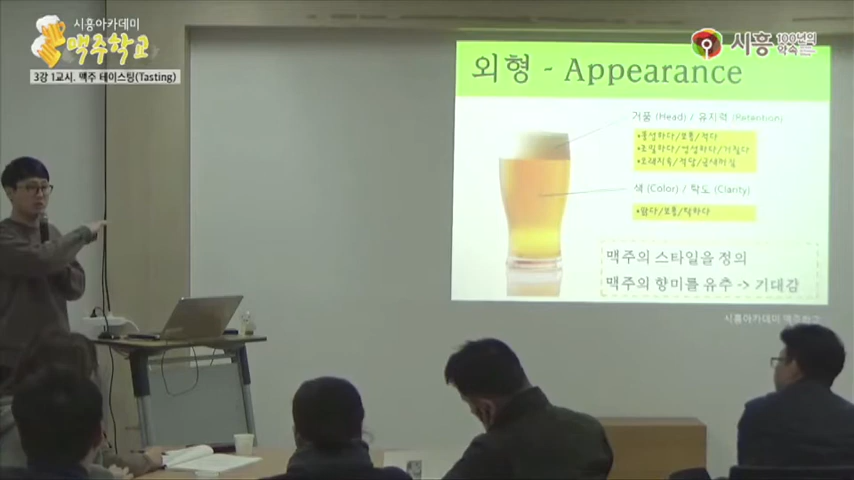 시흥아카데미
맥주학교
3강 1교시. 맥주 테이스팅(Tasting)
시흥 100년의 약속
외형 - Appearance
거품 (Head) / 유지력 (Retention)
•풍성하다/보통/적다
•조밀하다/엉성하다/거칠다
•오래지속/적당/금새꺼짐
색 (Color) / 탁도 (Clarity)
•맑다/보통/탁하다
맥주의 스타일을 정의
맥주의 향미를 유추 -> 기대감
시흥아카데미 맥주학교